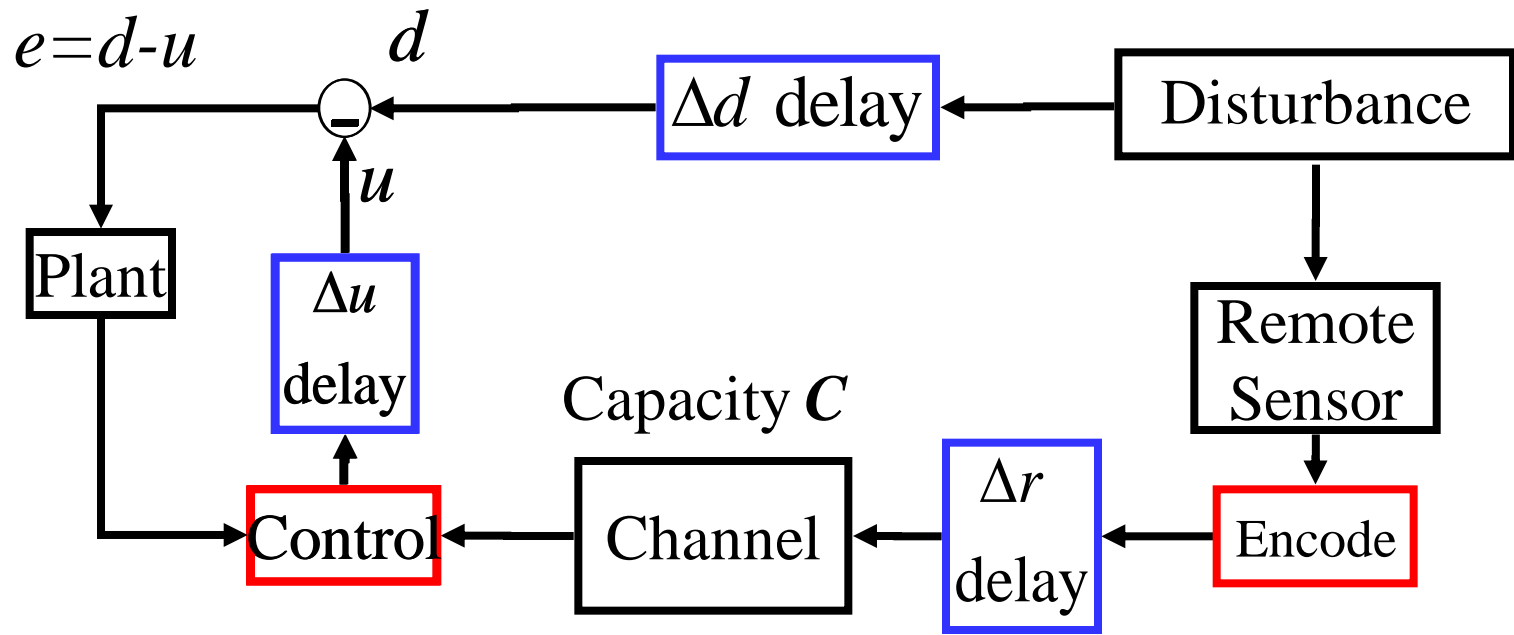 e=d-u
d
Δd delay
Disturbance
-
u
Plant
Δu
delay
Remote
Sensor
Capacity C
Δr
delay
Control
Channel
Encode